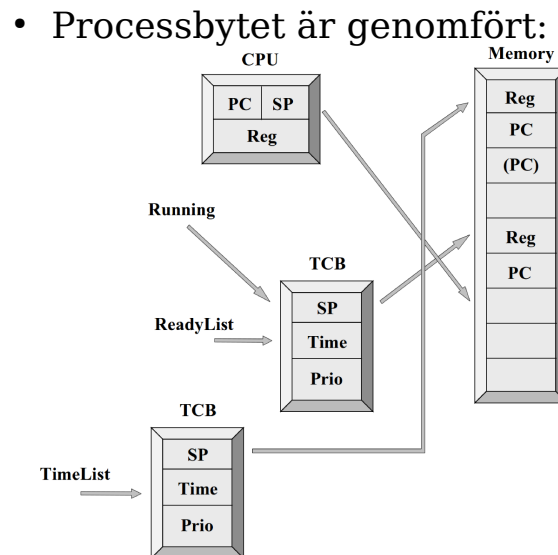 • Processbytet är genomfört:
CPU
Memory
PC SP
Reg
Reg
PC
(PC)
Running
Reg
TCB
PC
SP
ReadyList
Time
Prio
TCB
SP
TimeList
Time
Prio